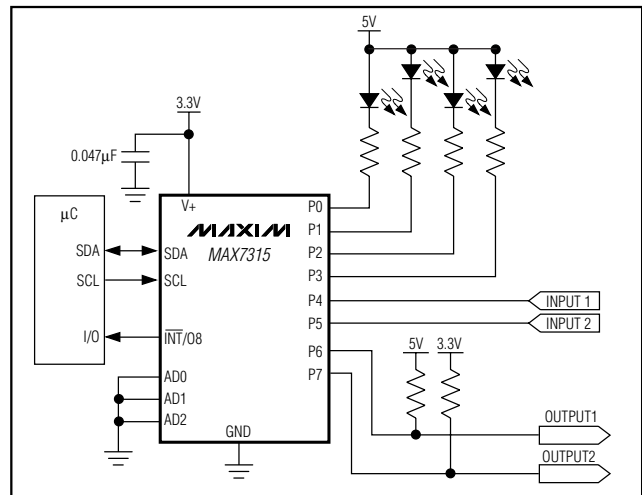 5V
3.3V
0.047μF
μC
SDA
SCL
I/O
V+
MAXIM
MAX7315
SDA
SCL
INT/O8
AD0
AD1
AD2
GND
P0
P1
P2
P3
P4
P5
P6
P7
INPUT 1
INPUT 2
5V
3.3V
OUTPUT1
OUTPUT2